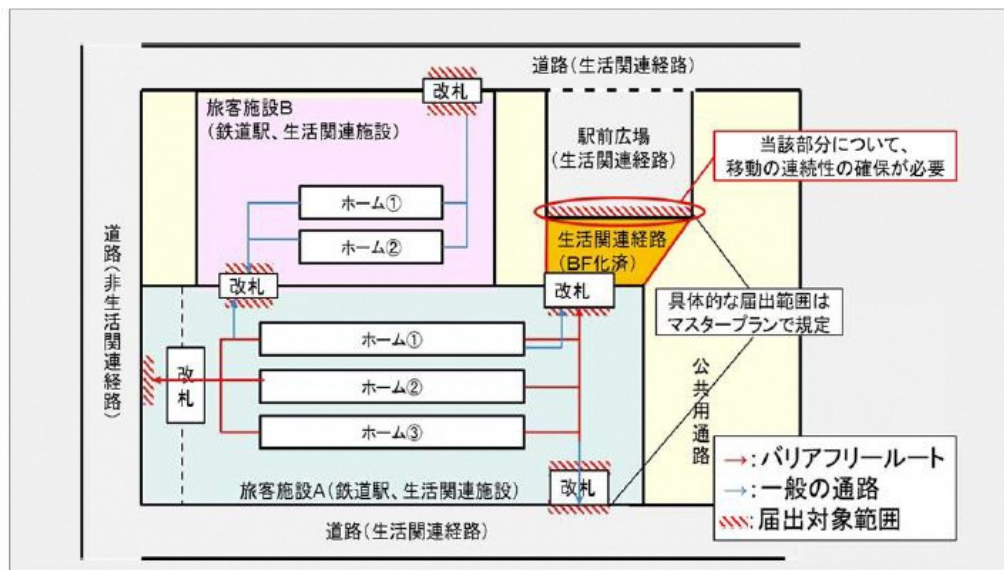 道路(生活関連経路)
改札
旅客施設B
(鉄道駅、生活関連施設)
駅前広場
(生活関連経路)
当該部分について、
移動の連続性の確保が必要
ホーム①
ホーム②
生活関連経路
(BF化済)
道路(非生活関連経路)
改札
改札
具体的な届出範囲は
マスタープランで規定
ホーム①
改札
ホーム②
ホーム③
公共用通路
→:バリアフリールート
→:一般の通路
:届出対象範囲
改札
旅客施設A(鉄道駅、生活関連施設)
道路(生活関連経路)